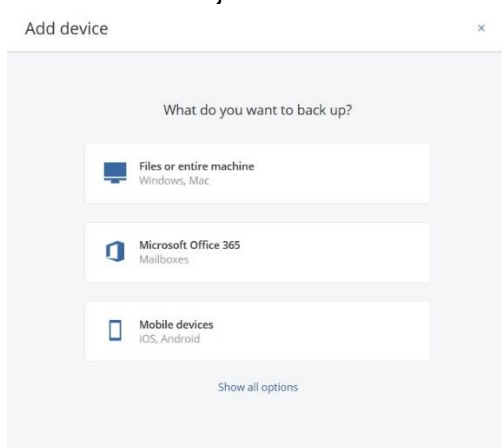 Add device
×
What do you want to back up?
Files or entire machine
Windows, Mac
Microsoft Office 365
Mailboxes
Mobile devices
iOS, Android
Show all options